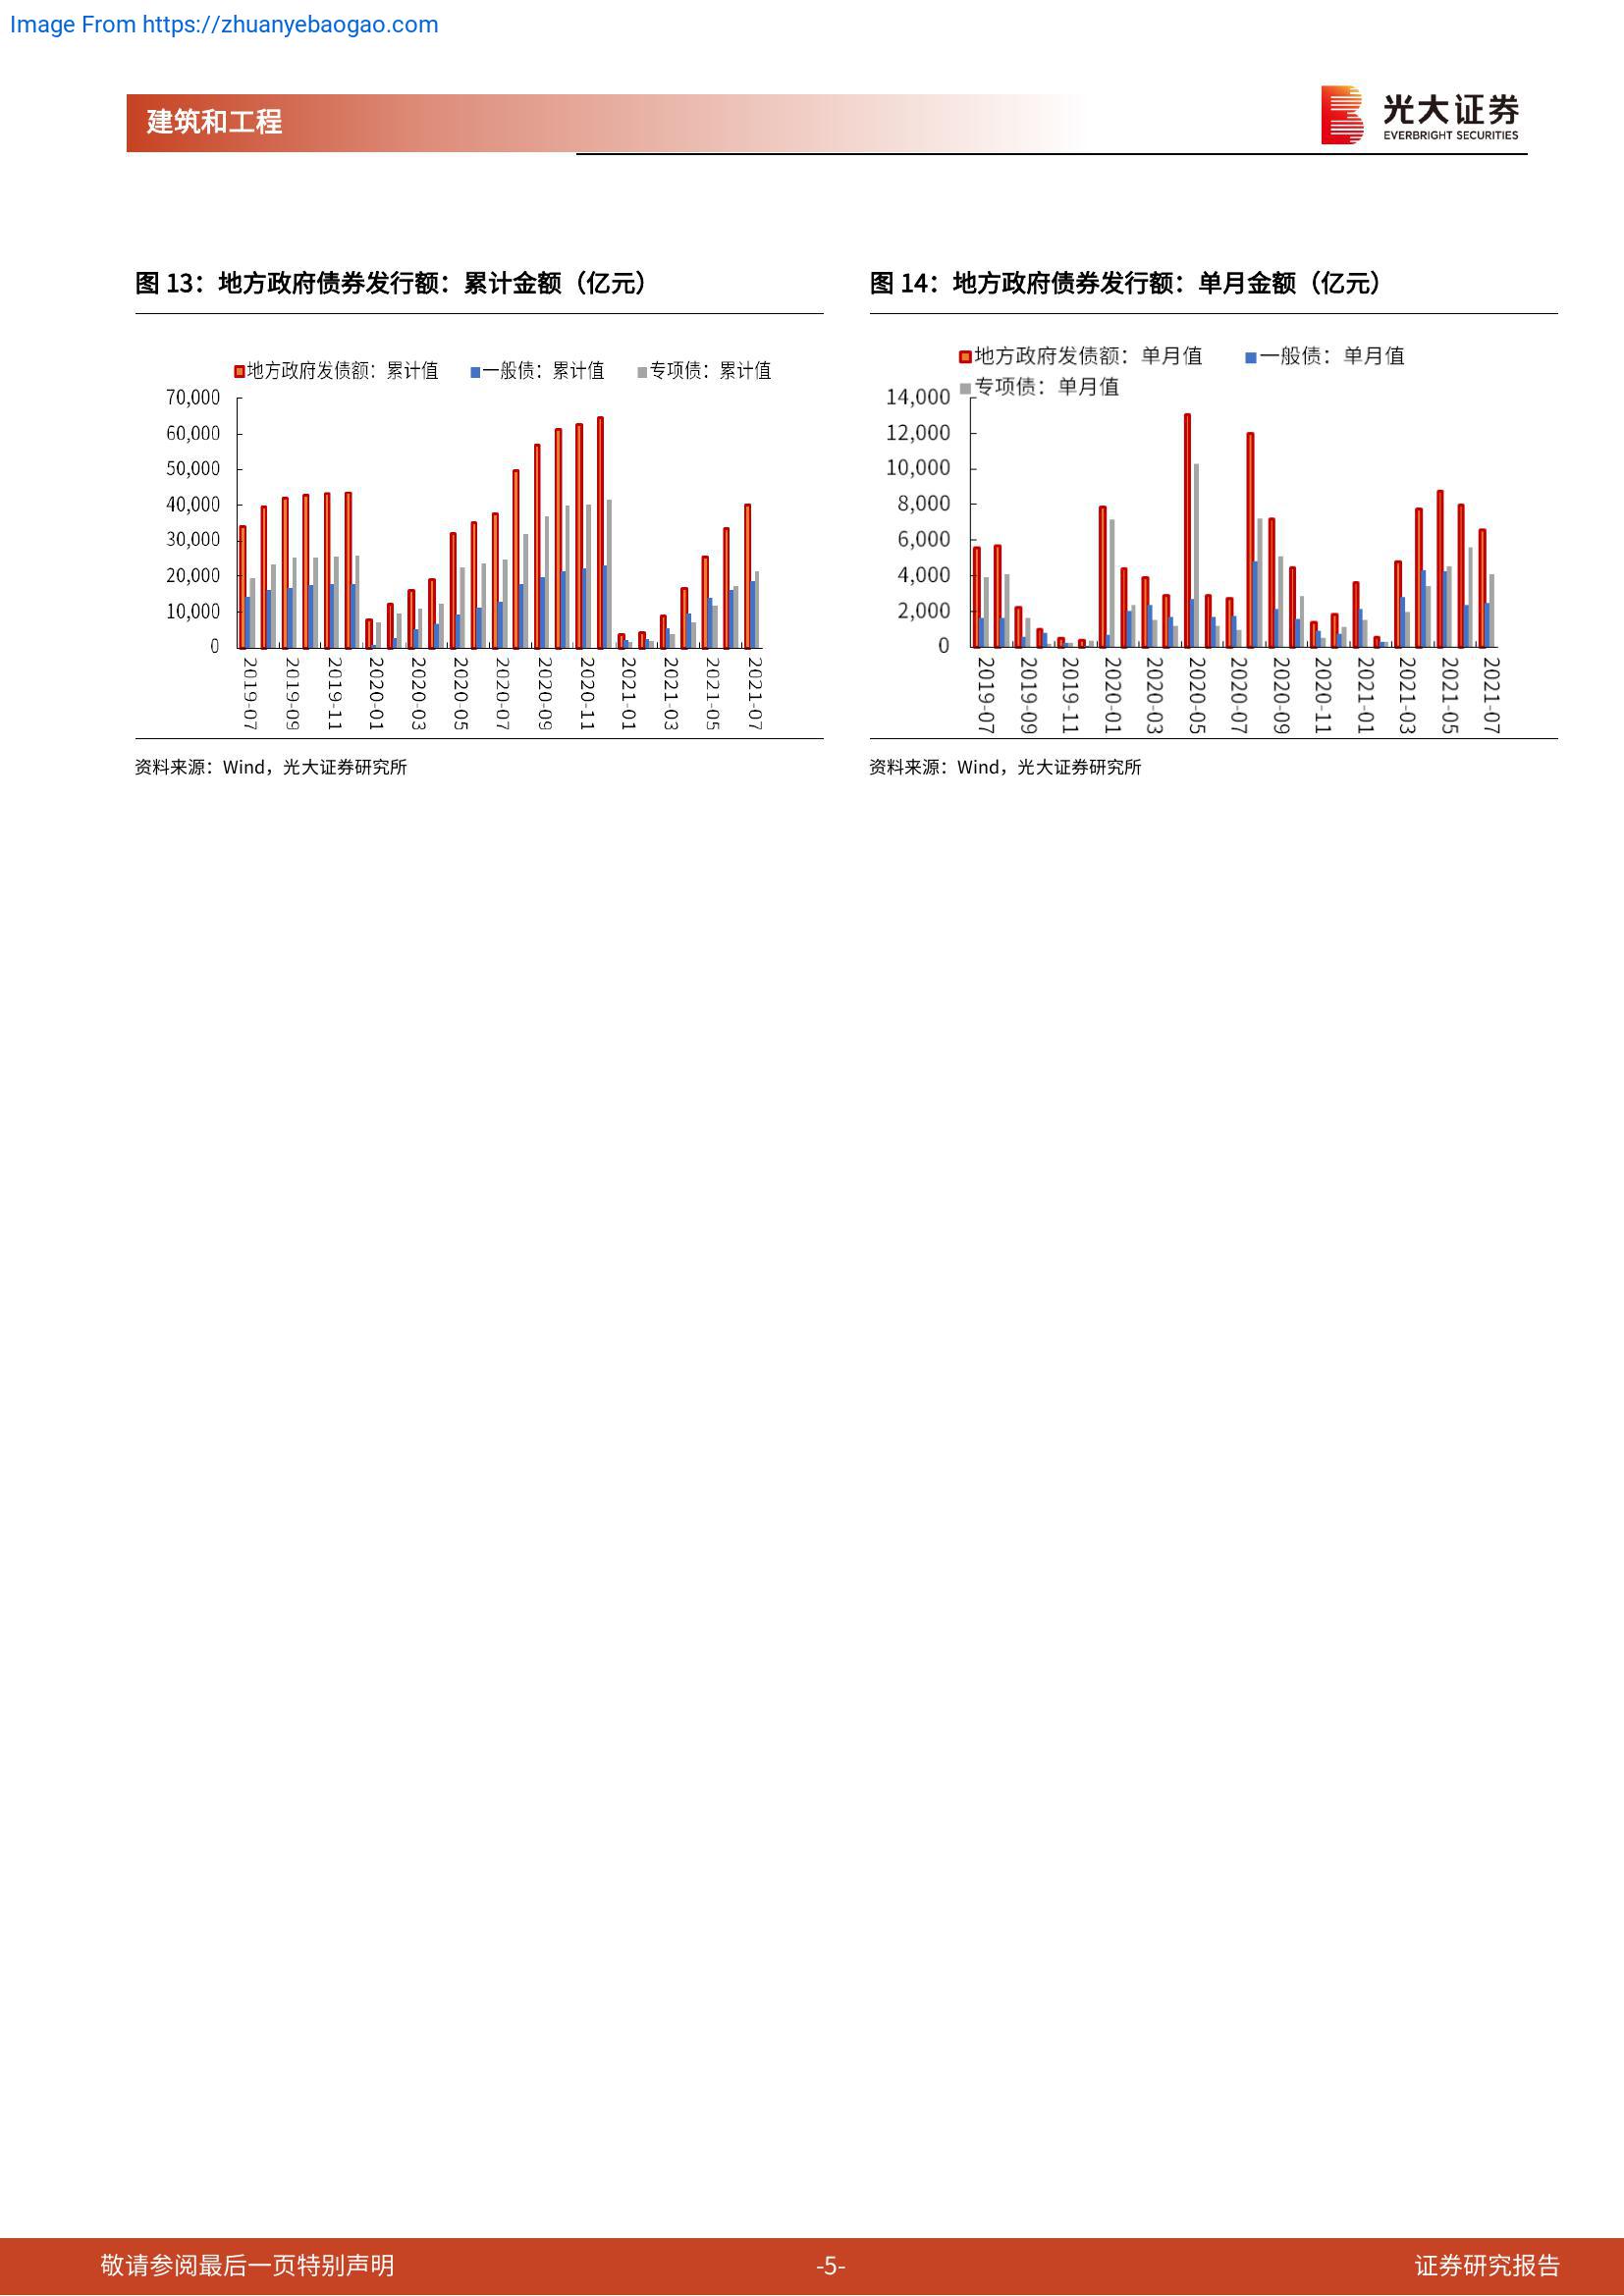 Image From https://zhuanyebaogao.com
建筑和工程
光大证券
EVERBRIGHT SECURITIES
图 13：地方政府债券发行额：累计金额（亿元）
地方政府发债额：累计值 一般债：累计值 专项债：累计值
70,000
60,000
50,000
40,000
30,000
20,000
10,000
0
2019-07 2019-09 2019-11 2020-01 2020-03 2020-05 2020-07 2020-09 2020-11 2021-01 2021-03 2021-05 2021-07
资料来源：Wind，光大证券研究所
图 14：地方政府债券发行额：单月金额（亿元）
地方政府发债额：单月值 一般债：单月值
专项债：单月值
14,000
12,000
10,000
8,000
6,000
4,000
2,000
0
2019-07 2019-09 2019-11 2020-01 2020-03 2020-05 2020-07 2020-09 2020-11 2021-01 2021-03 2021-05 2021-07
资料来源：Wind，光大证券研究所
敬请参阅最后一页特别声明 -5- 证券研究报告